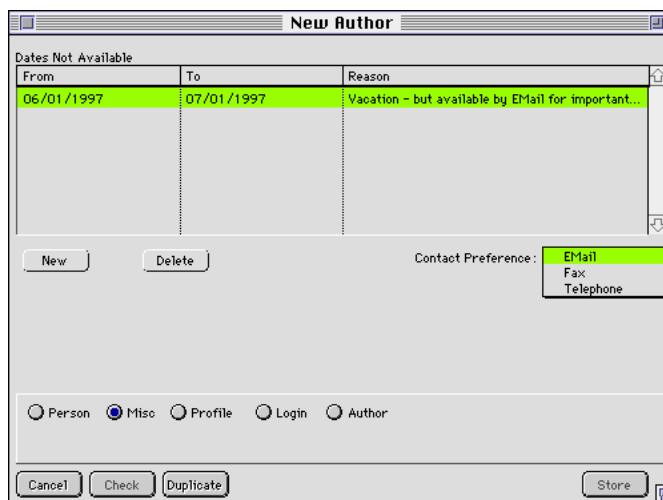 New Author
Dates Not Available
From To Reason
06/01/1997 07/01/1997 Vacation - but available by EMail for important...
New Delete Contact Preference: EMail
Fax
Telephone
Person Misc Profile Login Author
Cancel Check Duplicate Store